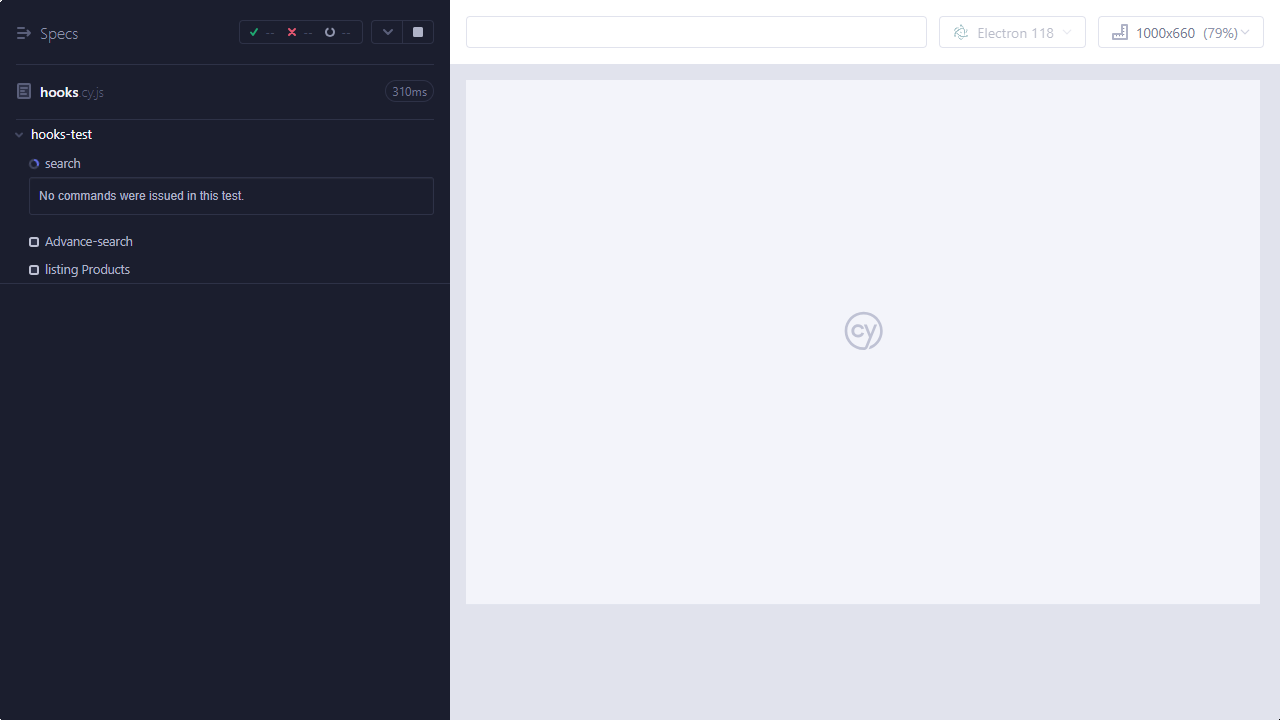 Specs -- -- --
hooks.cy.js 310ms
hooks-test
search
No commands were issued in this test.
Advance-search
listing Products
Electron 118
1000x660 (79%)
cy